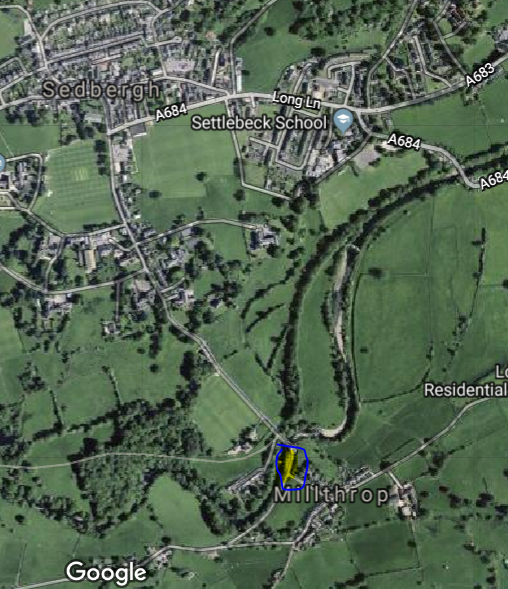 A683
Sedbergh
Long Ln
A684
Settlebeck School
A684
A684
Lo
Residential
Millthrop
Google